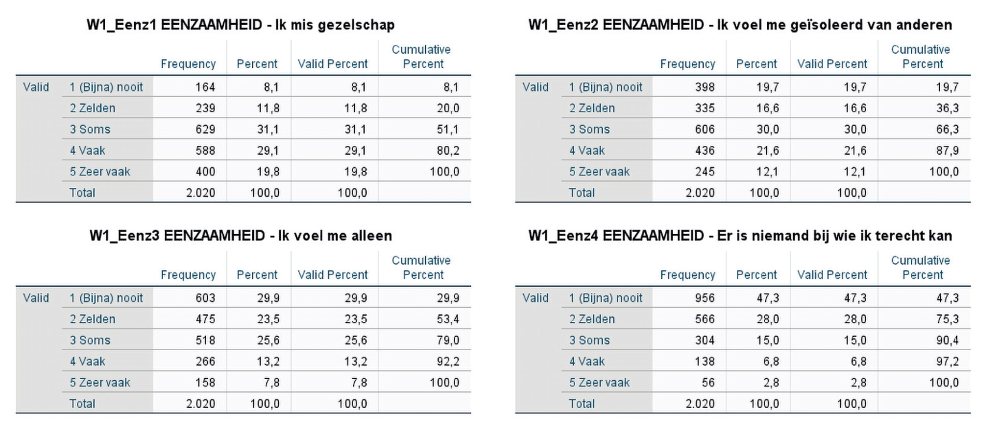 W1_Eenz1 EENZAAMHEID - Ik mis gezelschap
Frequency Percent Valid Percent Cumulative Percent
Valid 1 (Bijna) nooit 164 8,1 8,1 8,1
2 Zelden 239 11,8 11,8 20,0
3 Soms 629 31,1 31,1 51,1
4 Vaak 588 29,1 29,1 80,2
5 Zeer vaak 400 19,8 19,8 100,0
Total 2.020 100,0 100,0
W1_Eenz2 EENZAAMHEID - Ik voel me geïsoleerd van anderen
Frequency Percent Valid Percent Cumulative Percent
Valid 1 (Bijna) nooit 398 19,7 19,7 19,7
2 Zelden 335 16,6 16,6 36,3
3 Soms 606 30,0 30,0 66,3
4 Vaak 436 21,6 21,6 87,9
5 Zeer vaak 245 12,1 12,1 100,0
Total 2.020 100,0 100,0
W1_Eenz3 EENZAAMHEID - Ik voel me alleen
Frequency Percent Valid Percent Cumulative Percent
Valid 1 (Bijna) nooit 603 29,9 29,9 29,9
2 Zelden 475 23,5 23,5 53,4
3 Soms 518 25,6 25,6 79,0
4 Vaak 266 13,2 13,2 92,2
5 Zeer vaak 158 7,8 7,8 100,0
Total 2.020 100,0 100,0
W1_Eenz4 EENZAAMHEID - Er is niemand bij wie ik terecht kan
Frequency Percent Valid Percent Cumulative Percent
Valid 1 (Bijna) nooit 956 47,3 47,3 47,3
2 Zelden 566 28,0 28,0 75,3
3 Soms 304 15,0 15,0 90,4
4 Vaak 138 6,8 6,8 97,2
5 Zeer vaak 56 2,8 2,8 100,0
Total 2.020 100,0 100,0